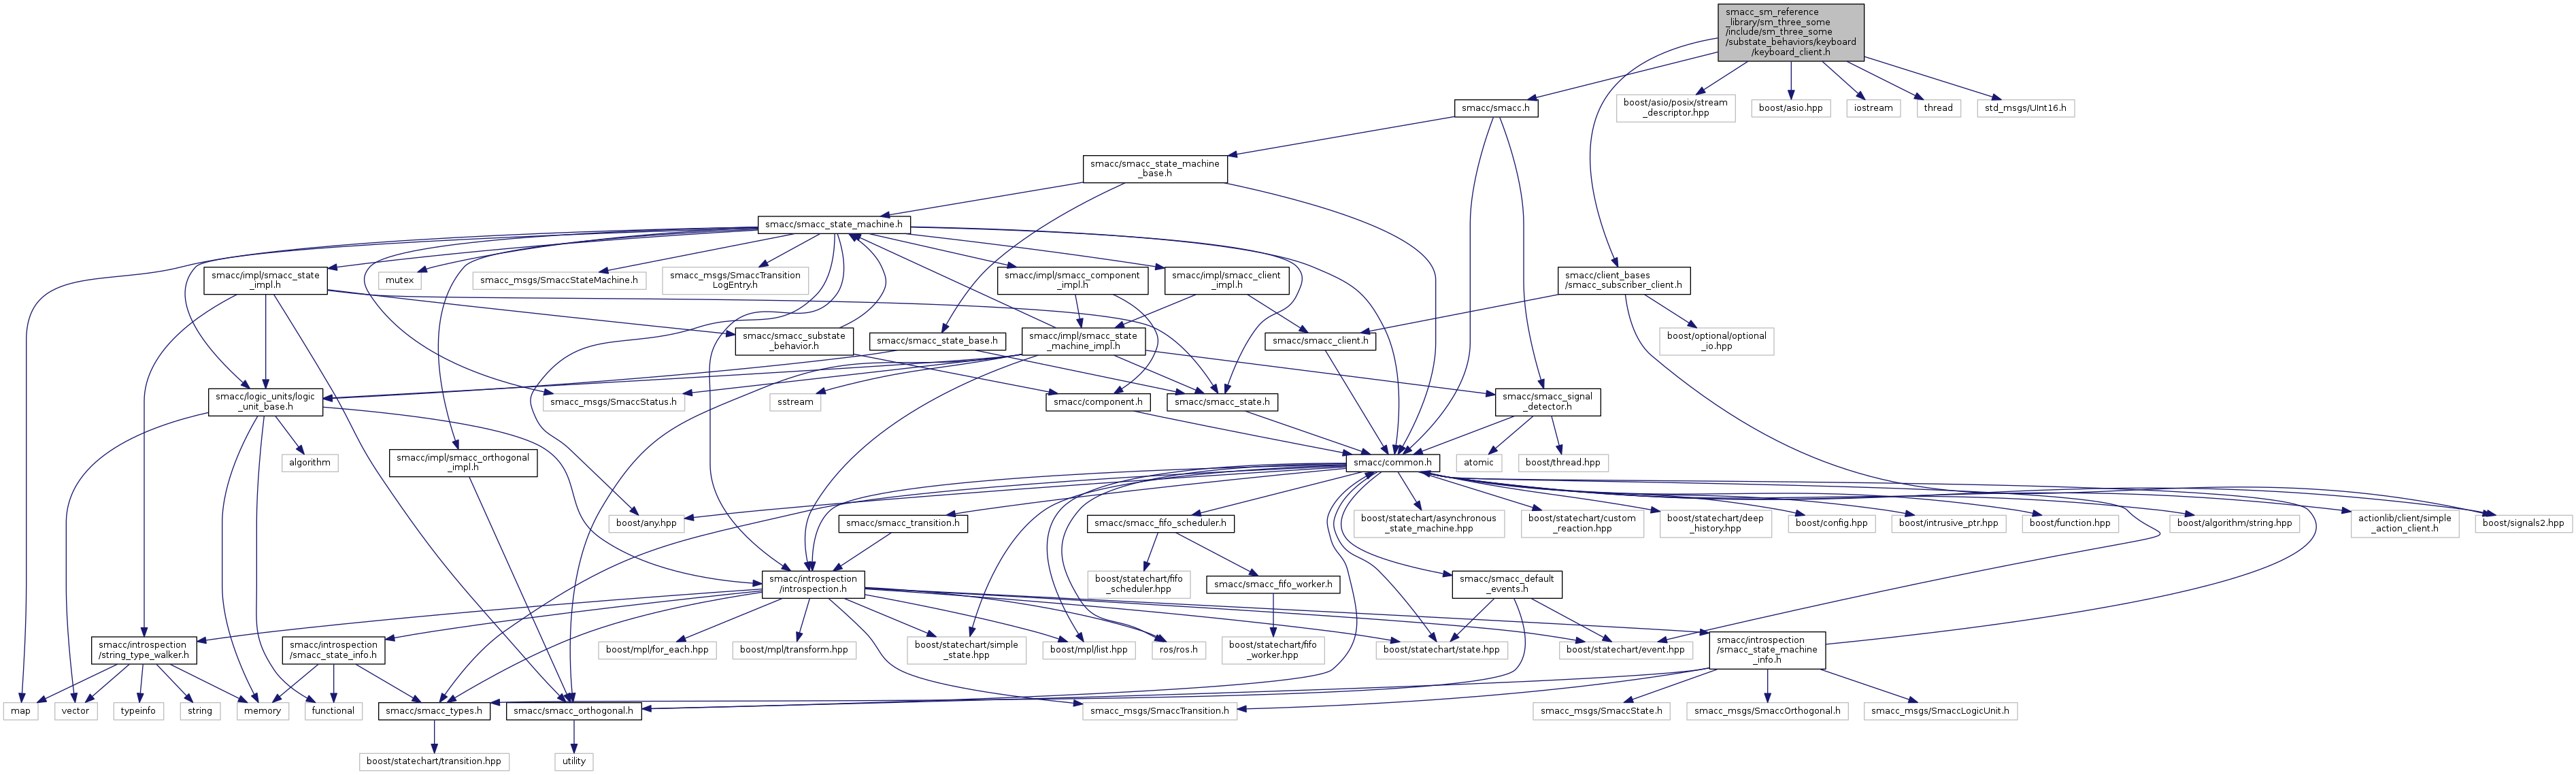 smacc_sm_reference
_library/sm_three_some
/include/sm_three_some
/substate_behaviors/keyboard
/keyboard_client.h
smacc/smacc.h
boost/asio/posix/stream
_descriptor.hpp
boost/asio.hpp
iostream
thread
std_msgs/UInt16.h
smacc/smacc_state_machine
_base.h
smacc/smacc_state_machine.h
smacc/impl/smacc_state
_impl.h
mutex
smacc_msgs/SmaccStateMachine.h
smacc_msgs/SmaccTransition
LogEntry.h
smacc/impl/smacc_component
_impl.h
smacc/impl/smacc_client
_impl.h
smacc/client_bases
/smacc_subscriber_client.h
smacc/smacc_substate
_behavior.h
smacc/smacc_state_base.h
smacc/impl/smacc_state
_machine_impl.h
smacc/smacc_client.h
boost/optional/optional
_io.hpp
smacc/logic_units/logic
_unit_base.h
smacc_msgs/SmaccStatus.h
sstream
smacc/component.h
smacc/smacc_state.h
smacc/smacc_signal
_detector.h
algorithm
smacc/impl/smacc_orthogonal
_impl.h
smacc/common.h
atomic
boost/thread.hpp
boost/any.hpp
smacc/smacc_transition.h
smacc/smacc_fifo_scheduler.h
boost/statechart/asynchronous
_state_machine.hpp
boost/statechart/custom
_reaction.hpp
boost/statechart/deep
_history.hpp
boost/config.hpp
boost/intrusive_ptr.hpp
boost/function.hpp
boost/algorithm/string.hpp
actionlib/client/simple
_action_client.h
boost/signals2.hpp
smacc/introspection
/introspection.h
boost/statechart/fifo
_scheduler.hpp
smacc/smacc_fifo_worker.h
smacc/smacc_default
_events.h
smacc/introspection
/string_type_walker.h
smacc/introspection
/smacc_state_info.h
boost/mpl/for_each.hpp
boost/mpl/transform.hpp
boost/statechart/simple
_state.hpp
boost/mpl/list.hpp
ros/ros.h
boost/statechart/fifo
_worker.hpp
boost/statechart/state.hpp
boost/statechart/event.hpp
smacc/introspection
/smacc_state_machine
_info.h
map
vector
typeinfo
string
memory
functional
smacc/smacc_types.h
smacc/smacc_orthogonal.h
smacc_msgs/SmaccTransition.h
smacc_msgs/SmaccState.h
smacc_msgs/SmaccOrthogonal.h
smacc_msgs/SmaccLogicUnit.h
boost/statechart/transition.hpp
utility